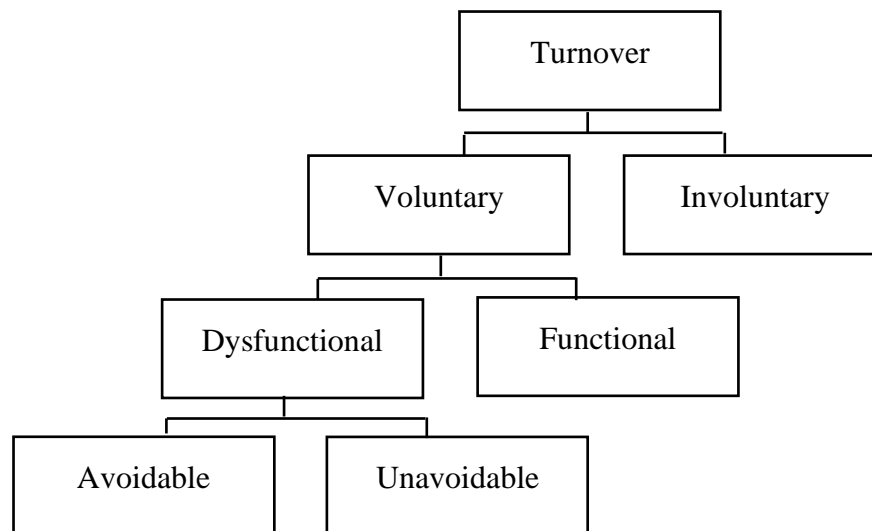 Turnover
Voluntary
Involuntary
Dysfunctional
Functional
Avoidable
Unavoidable